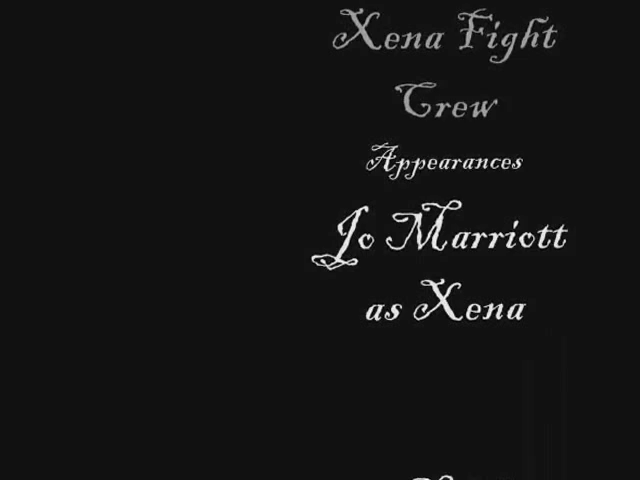 Xena Fight
Crew
Appearances
Jo Marriott
as Xena